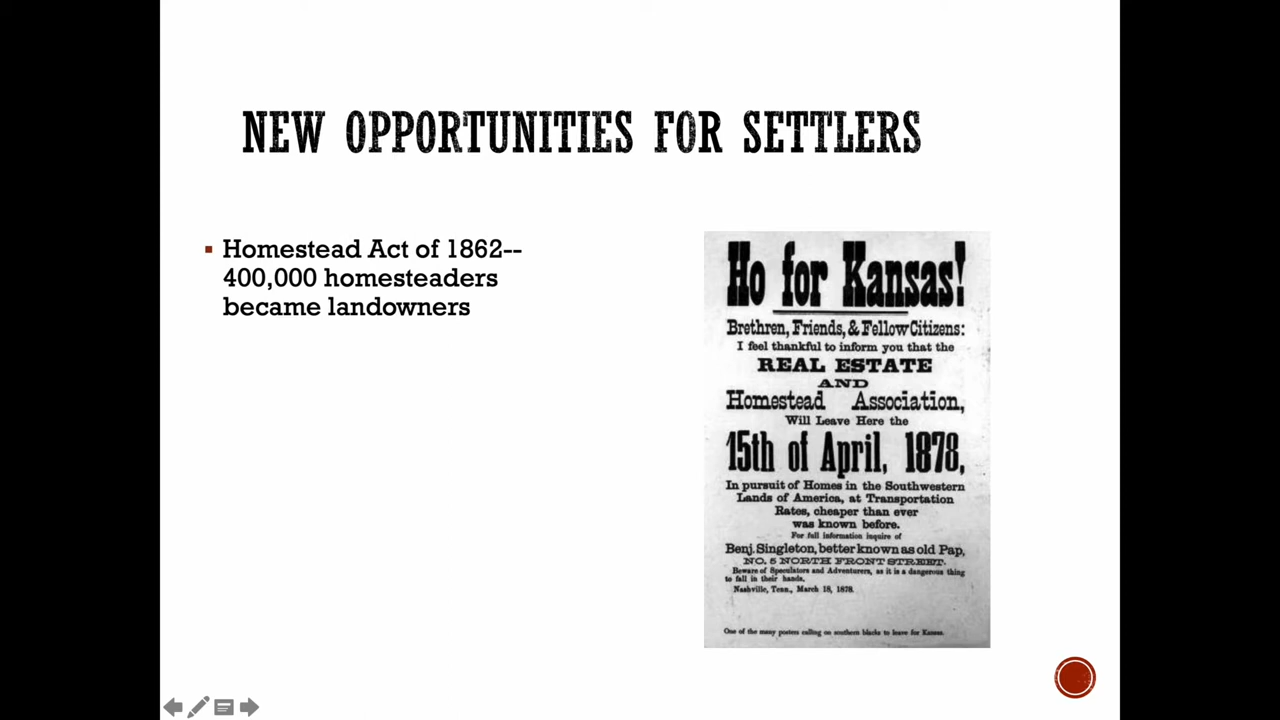 NEW OPPORTUNITIES FOR SETTLERS
Homestead Act of 1862--
400,000 homesteaders
became landowners
Ho for Kansas!
Brethren, Friends, & Fellow Citizens:
I feel thankful to inform you that the
REAL ESTATE
AND
Homestead Association,
Will Leave Here the
15th of April, 1878,
In pursuit of Homes in the Southwestern
Lands of America, at Transportation
Rates, cheaper than ever
was known before.
For full information inquire of
Benj. Singleton, better known as old Pap,
NO. 5 NORTH FRONT STREET.
Beware of Speculators and Adventurers, as it is a dangerous thing
to fall in their hands.
Nashville, Tenn., March 18, 1878.
One of the many posters calling on southern blacks to leave for Kansas.